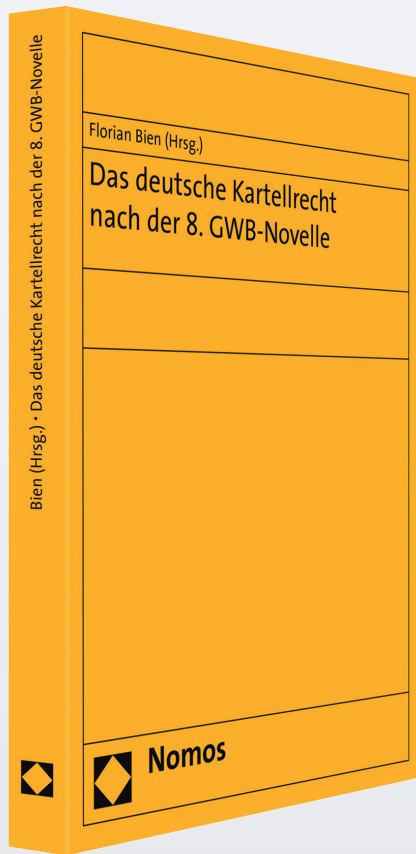 Bien (Hrsg.) • Das deutsche Kartellrecht nach der 8. GWB-Novelle
Florian Bien (Hrsg.)
Das deutsche Kartellrecht
nach der 8. GWB-Novelle
Nomos